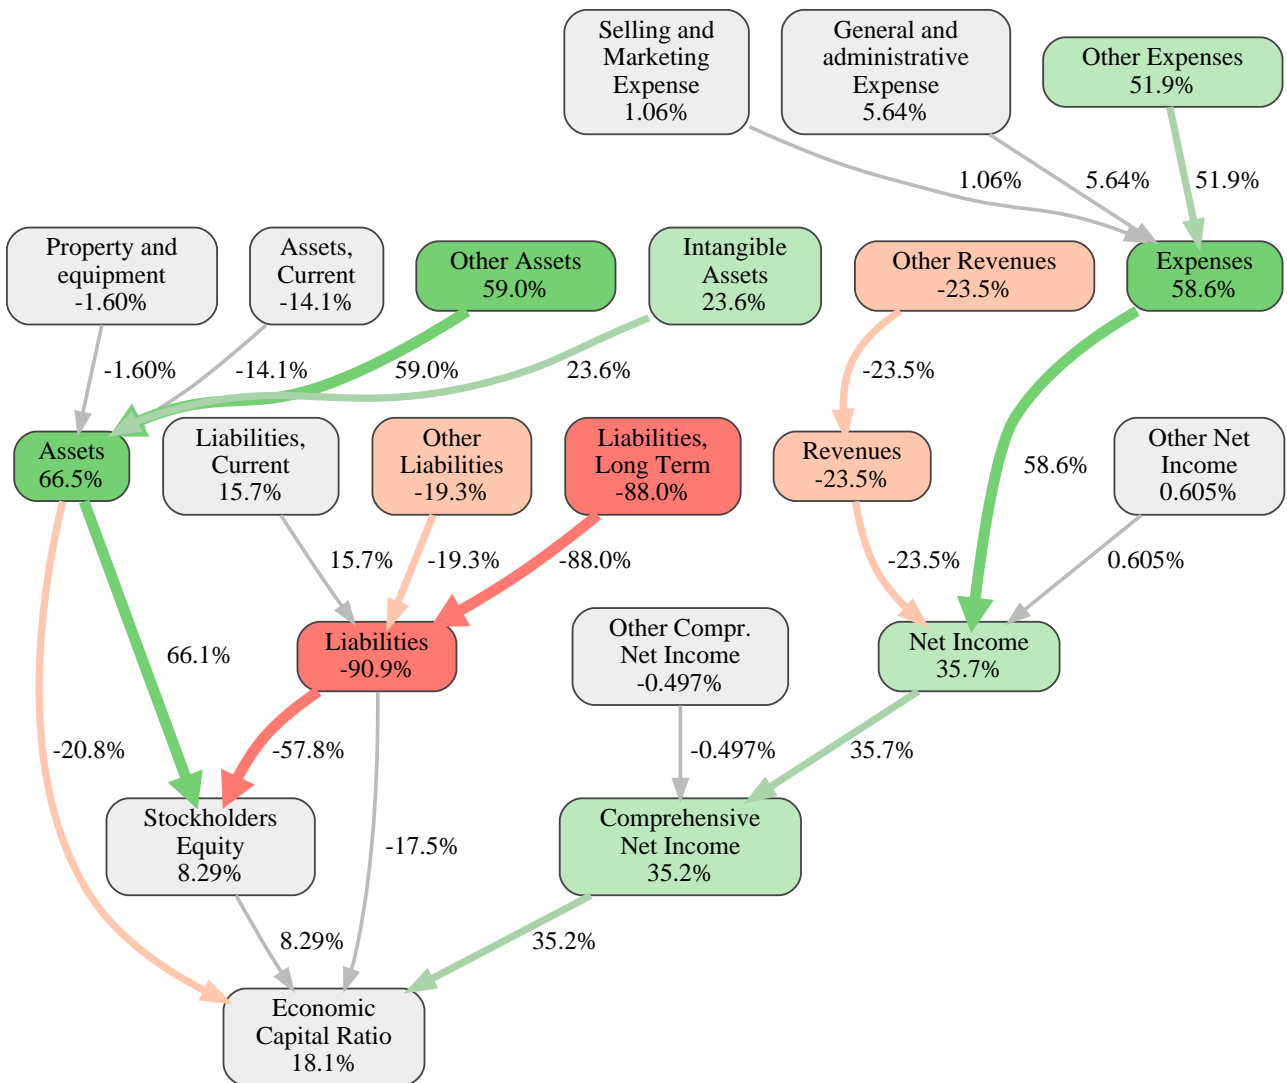 Selling and
Marketing
Expense
1.06%
General and
administrative
Expense
5.64%
Other Expenses
51.9%
1.06%
5.64%
51.9%
Property and
equipment
-1.60%
Assets,
Current
-14.1%
Other Assets
59.0%
Intangible
Assets
23.6%
Other Revenues
-23.5%
Expenses
58.6%
-1.60%
-14.1%
59.0%
23.6%
-23.5%
Assets
66.5%
Liabilities,
Current
15.7%
Other
Liabilities
-19.3%
Liabilities,
Long Term
-88.0%
Revenues
-23.5%
58.6%
Other Net
Income
0.605%
15.7%
-19.3%
-88.0%
-23.5%
0.605%
66.1%
Liabilities
-90.9%
Other Compr.
Net Income
-0.497%
Net Income
35.7%
-20.8%
-57.8%
-0.497%
35.7%
Stockholders
Equity
8.29%
-17.5%
Comprehensive
Net Income
35.2%
8.29%
35.2%
Economic
Capital Ratio
18.1%